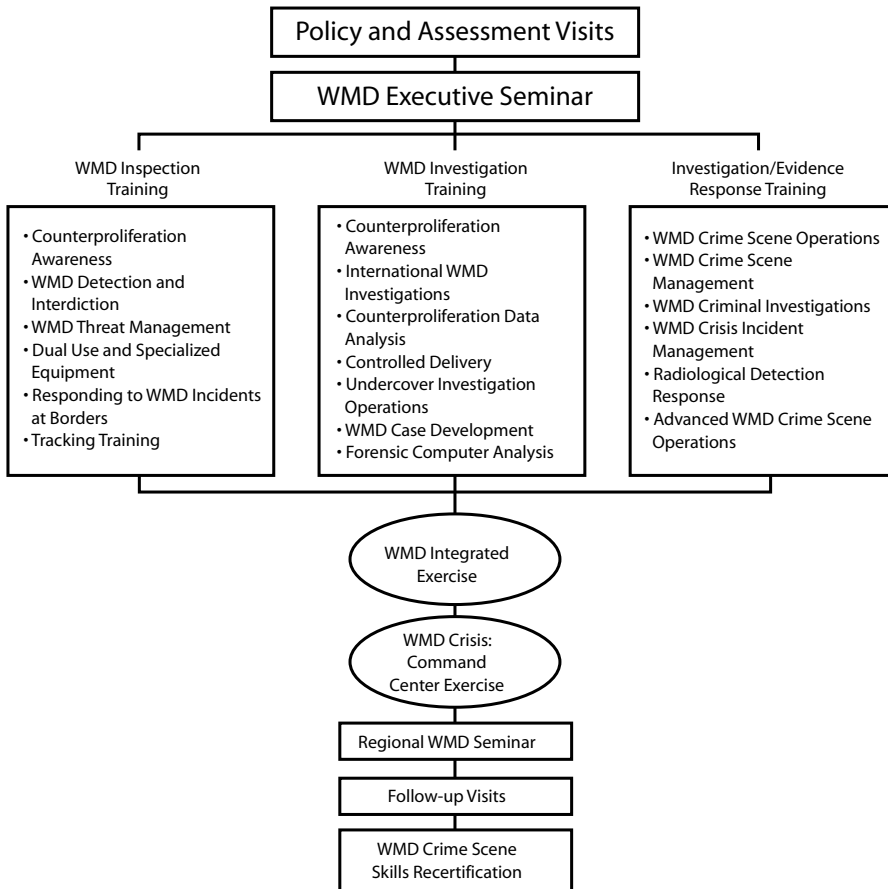 Policy and Assessment Visits
WMD Executive Seminar
WMD Inspection
Training
• Counterproliferation
Awareness
• WMD Detection and
Interdiction
• WMD Threat Management
• Dual Use and Specialized
Equipment
• Responding to WMD Incidents
at Borders
• Tracking Training
WMD Investigation
Training
• Counterproliferation
Awareness
• International WMD
Investigations
• Counterproliferation Data
Analysis
• Controlled Delivery
• Undercover Investigation
Operations
• WMD Case Development
• Forensic Computer Analysis
Investigation/Evidence
Response Training
• WMD Crime Scene Operations
• WMD Crime Scene
Management
• WMD Criminal Investigations
• WMD Crisis Incident
Management
• Radiological Detection
Response
• Advanced WMD Crime Scene
Operations
WMD Integrated
Exercise
WMD Crisis:
Command
Center Exercise
Regional WMD Seminar
Follow-up Visits
WMD Crime Scene
Skills Recertification